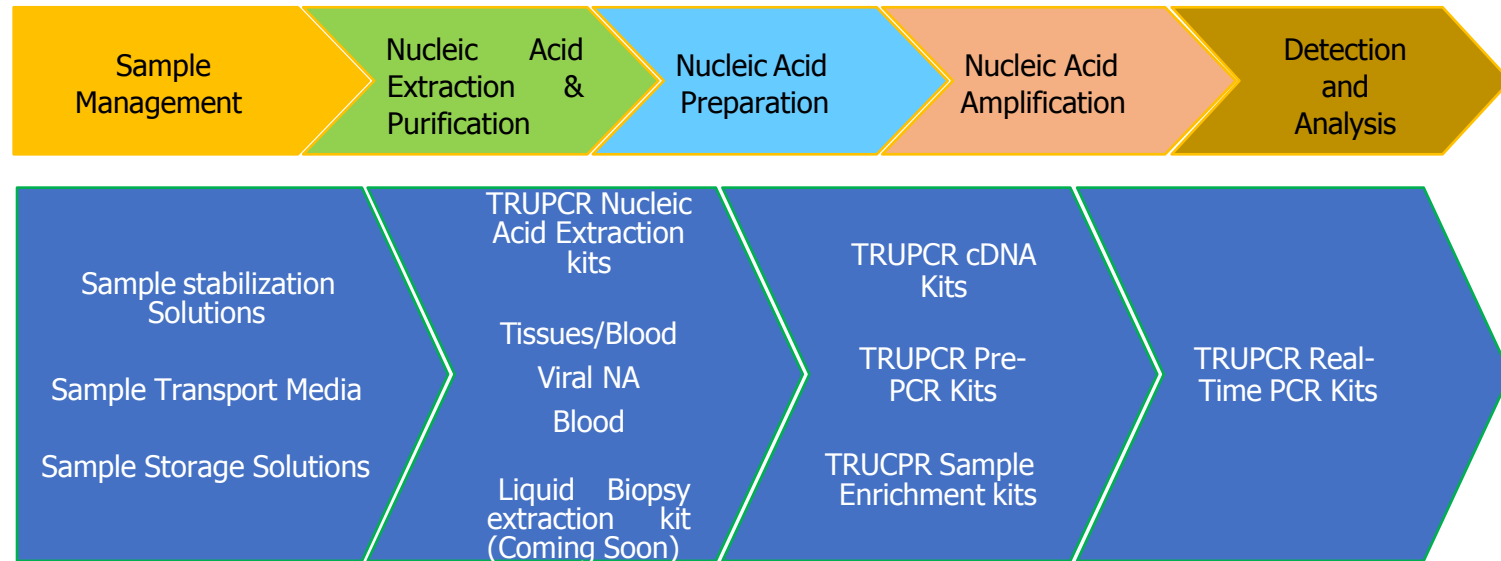 Sample
Management
Nucleic Acid
Extraction &
Purification
Nucleic Acid
Preparation
Nucleic Acid
Amplification
Detection
and
Analysis
Sample stabilization
Solutions
Sample Transport Media
Sample Storage Solutions
TRUPCR Nucleic
Acid Extraction
kits
Tissues/Blood
Viral NA
Blood
Liquid Biopsy
extraction kit
(Coming Soon)
TRUPCR cDNA
Kits
TRUPCR Pre-
PCR Kits
TRUCPR Sample
Enrichment kits
TRUPCR Real-
Time PCR Kits